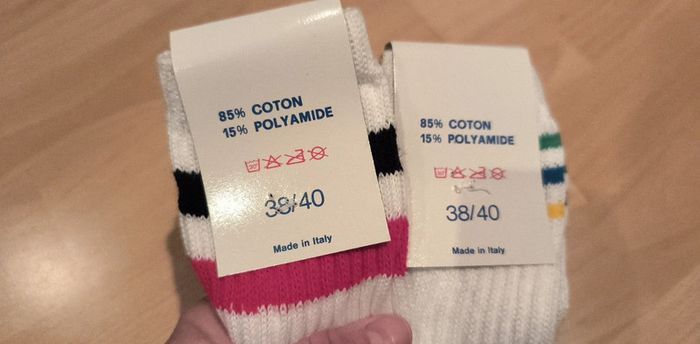 85% COTON
15% POLYAMIDE
38/40
Made in Italy
85% COTON
15% POLYAMIDE
38/40
Made in Italy